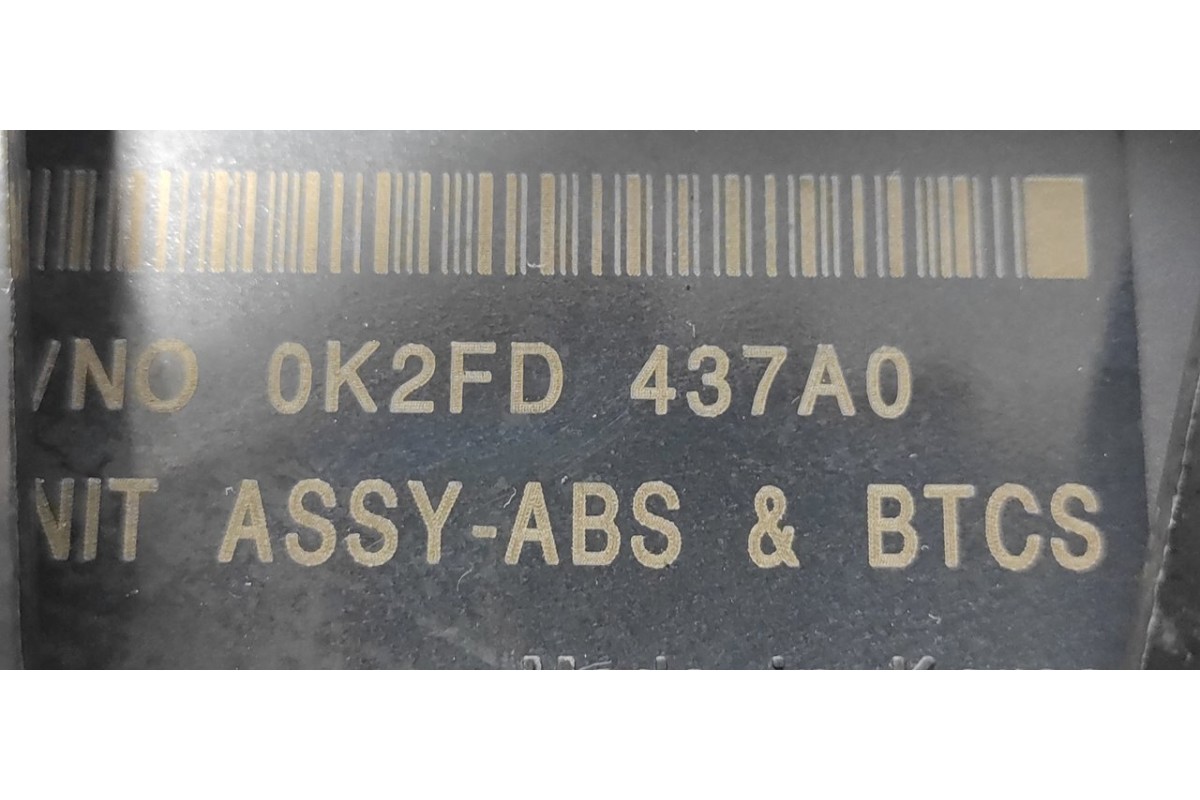 /NO 0K2FD 437A0
NIT ASSY-ABS & BTCS